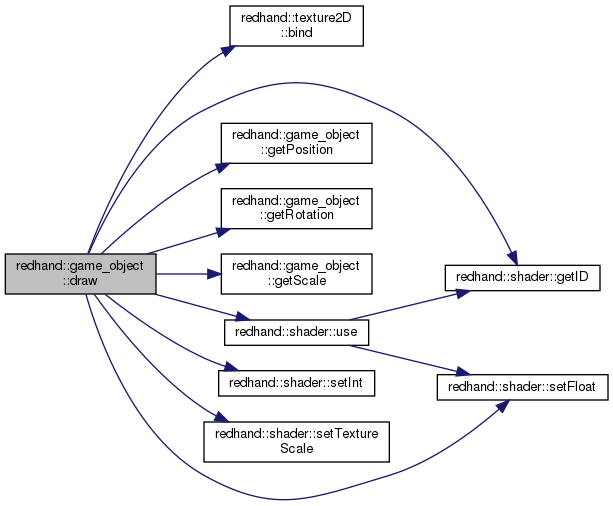 redhand::texture2D
::bind
redhand::game_object
::getPosition
redhand::game_object
::getRotation
redhand::game_object
::draw
redhand::game_object
::getScale
redhand::shader::getID
redhand::shader::use
redhand::shader::setInt
redhand::shader::setFloat
redhand::shader::setTexture
Scale